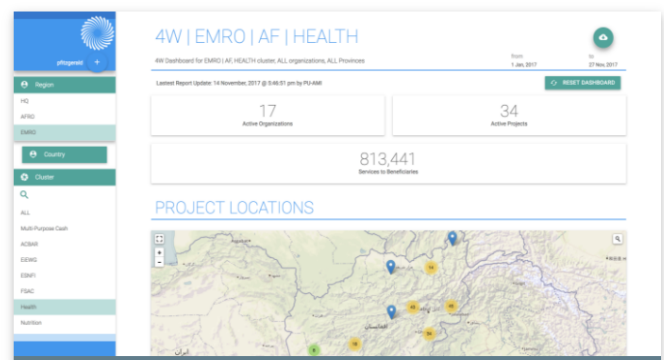 pfitzgerald
+
Region
HQ
AFRO
EMRO
Country
Cluster
ALL
Multi-Purpose Cash
ACBAR
EiEWG
ESNFI
FSAC
Health
Nutrition
4W | EMRO | AF | HEALTH
4W Dashboard for EMRO | AF, HEALTH cluster, ALL organizations, ALL Provinces
from
1 Jan, 2017
to
27 Nov, 2017
Lastest Report Update: 14 November, 2017 @ 5:46:51 pm by PU-AMI
RESET DASHBOARD
17
Active Organizations
34
Active Projects
813,441
Services to Beneficiaries
PROJECT LOCATIONS
+
-
افغانستان
ایران